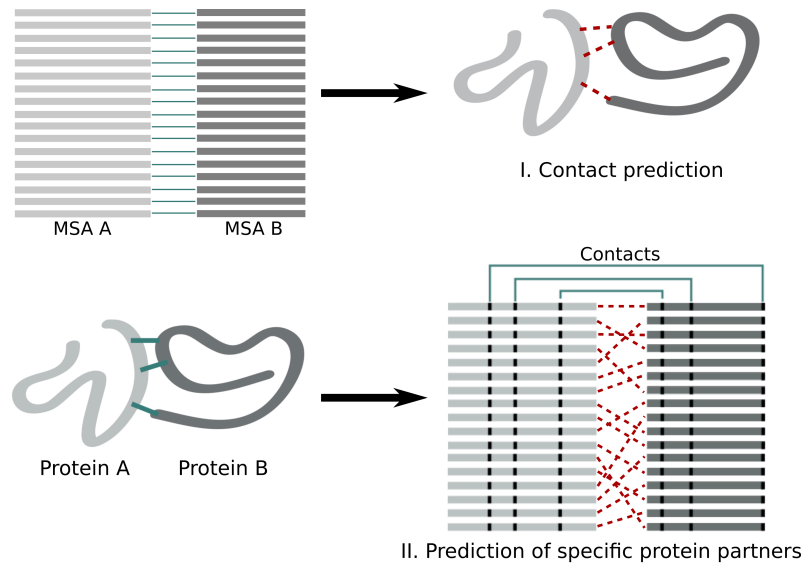 MSA A
MSA B
I. Contact prediction
Contacts
Protein A
Protein B
II. Prediction of specific protein partners